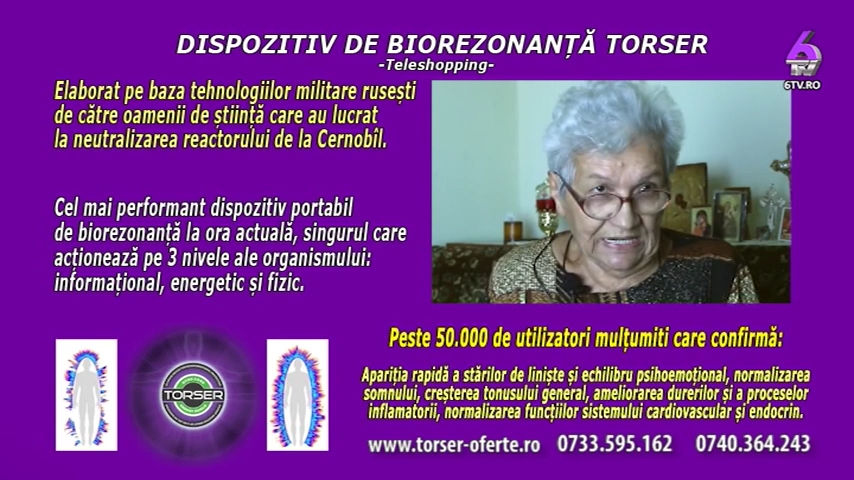 DISPOZITIV DE BIOREZONANȚĂ TORSER
-Teleshopping-
6
TV
6TV.RO
Elaborat pe baza tehnologiilor militare rusești
de către oamenii de știință care au lucrat
la neutralizarea reactorului de la Cernobîl.
Cel mai performant dispozitiv portabil
de biorezonanță la ora actuală, singurul care
acționează pe 3 nivele ale organismului:
informațional, energetic și fizic.
TORSER
Peste 50.000 de utilizatori mulțumiti care confirmă:
Apariția rapidă a stărilor de liniște și echilibru psihoemoțional, normalizarea
somnului, creșterea tonusului general, ameliorarea durerilor și a proceselor
inflamatorii, normalizarea funcțiilor sistemului cardiovascular și endocrin.
www.torser-oferte.ro 0733.595.162 0740.364.243